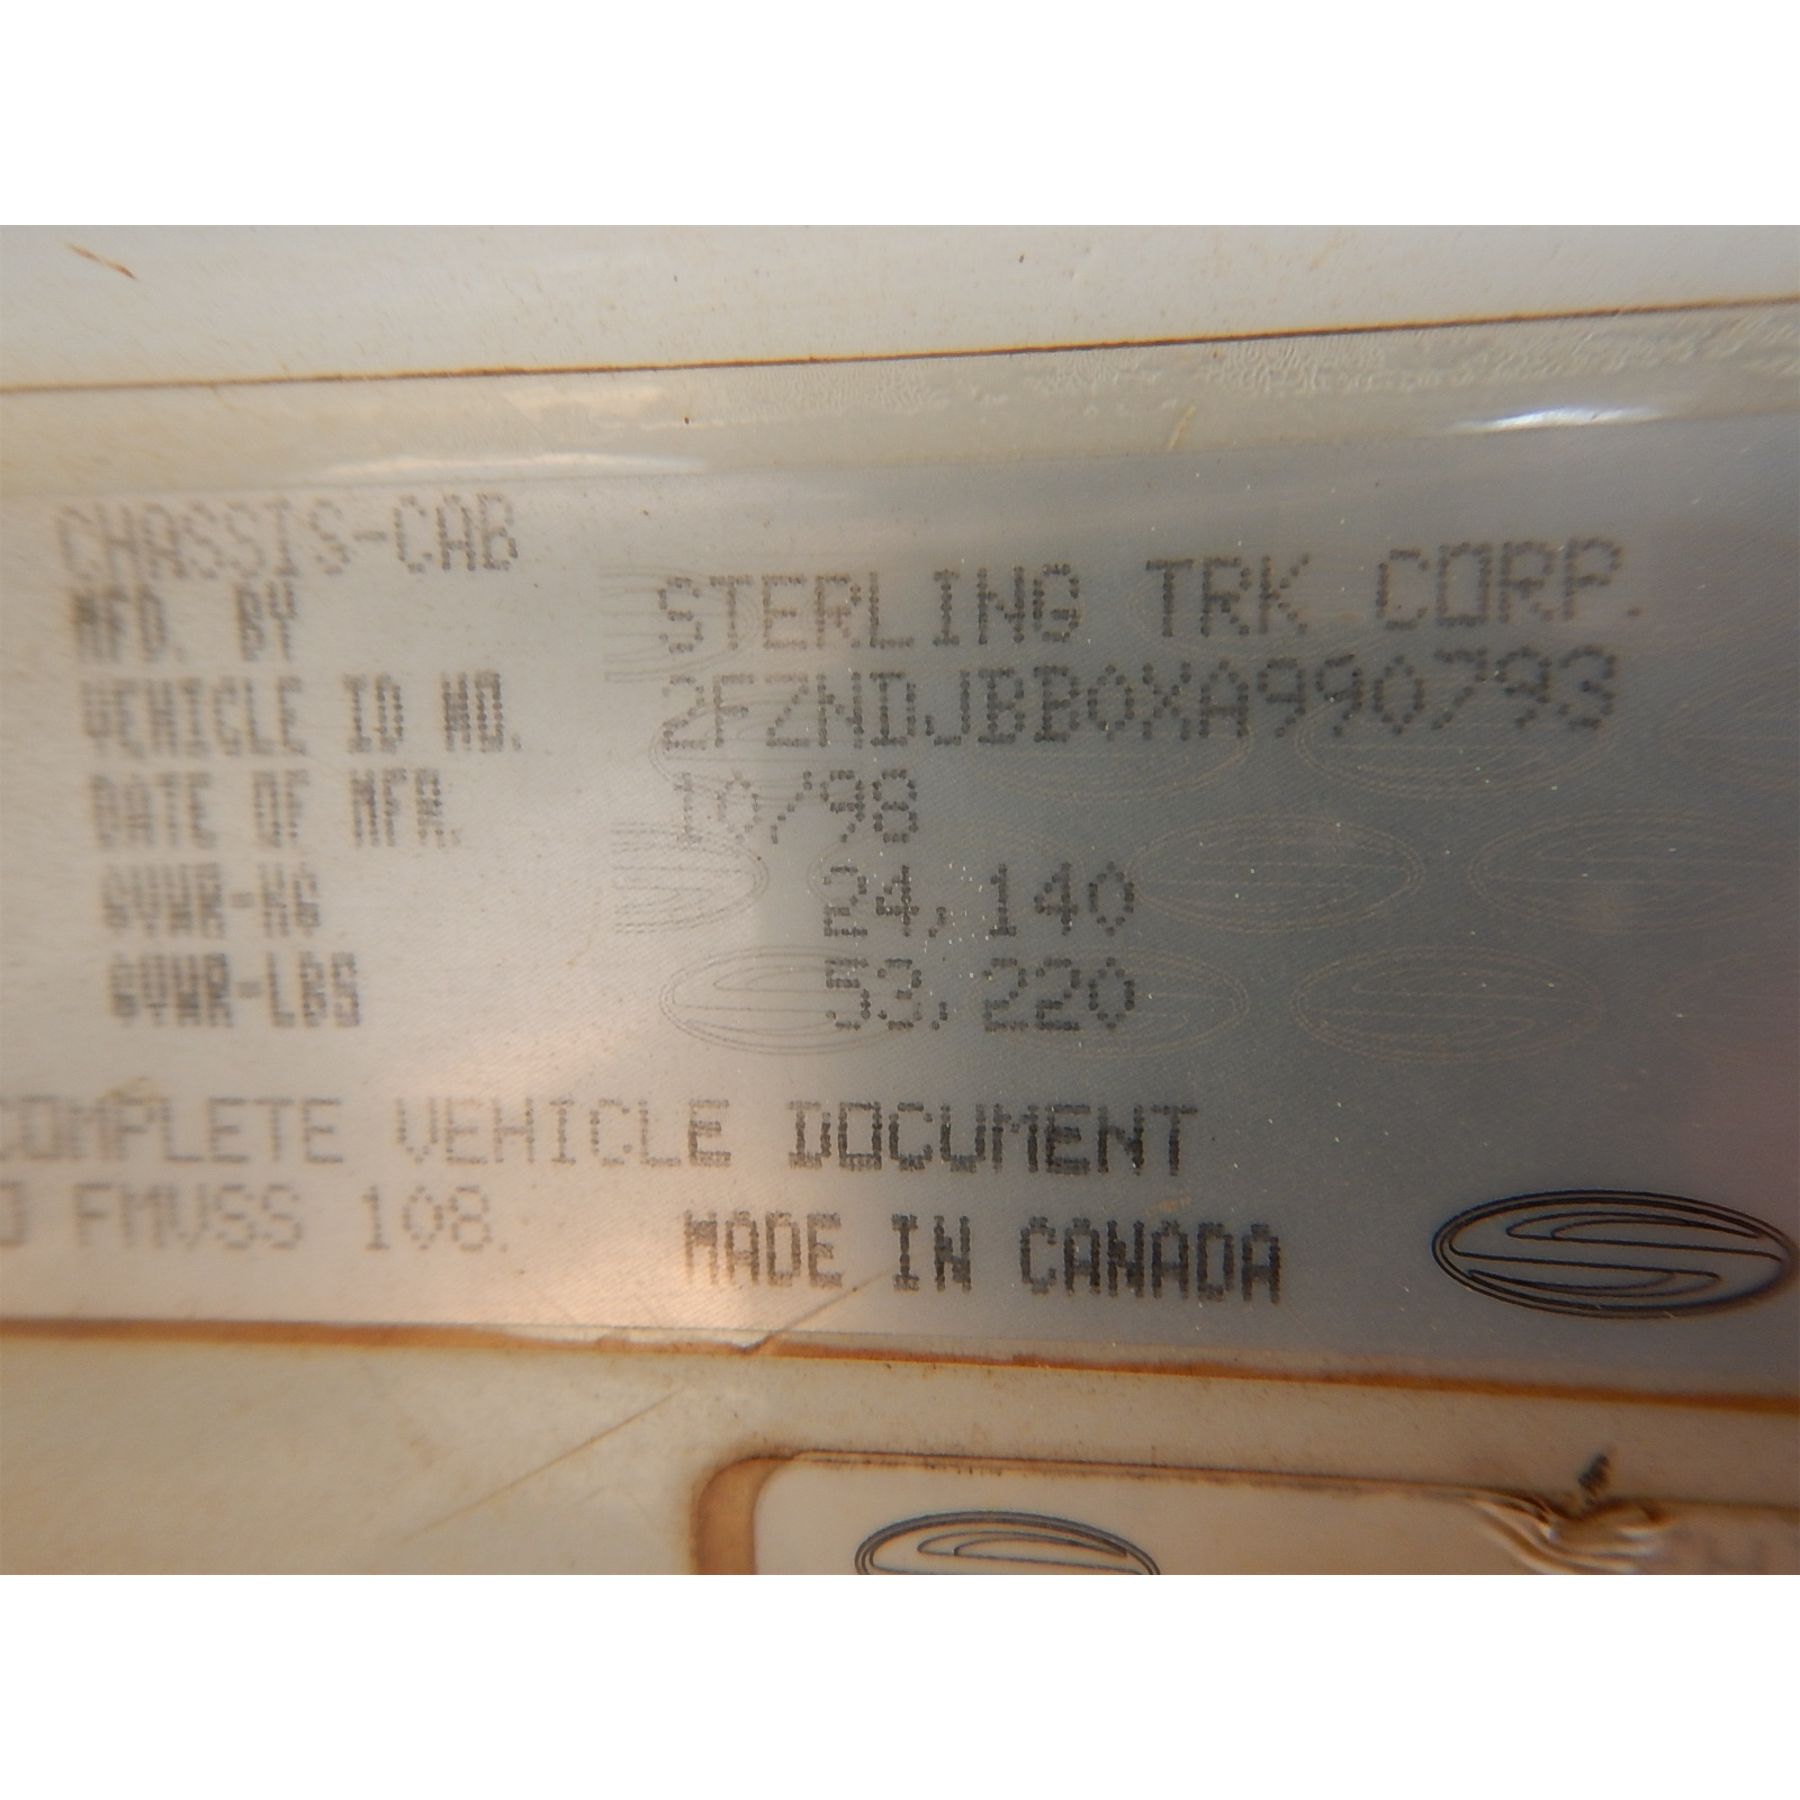 CHASSIS-CAB
MFD. BY STERLING TRK CORP.
VEHICLE ID NO. 2FZNDJBB0XA990793
DATE OF MFR. 10/98
GVWR-KG 24,140
GVWR-LBS 53,220
COMPLETE VEHICLE DOCUMENT
FMVSS 108.
MADE IN CANADA